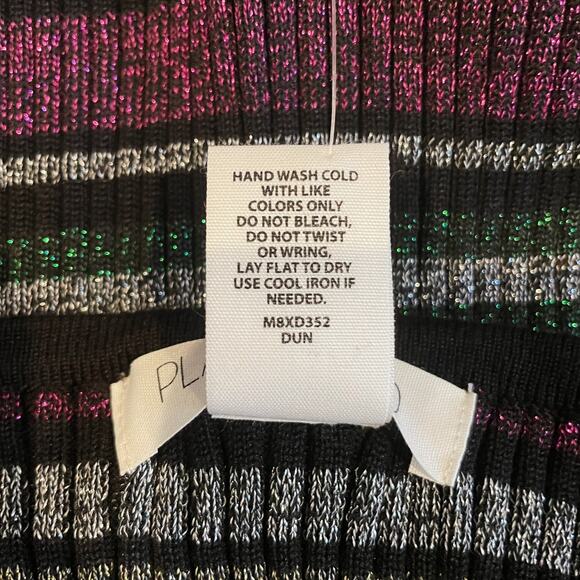 HAND WASH COLD
WITH LIKE
COLORS ONLY
DO NOT BLEACH,
DO NOT TWIST
OR WRING,
LAY FLAT TO DRY
USE COOL IRON IF
NEEDED.
M8XD352
DUN